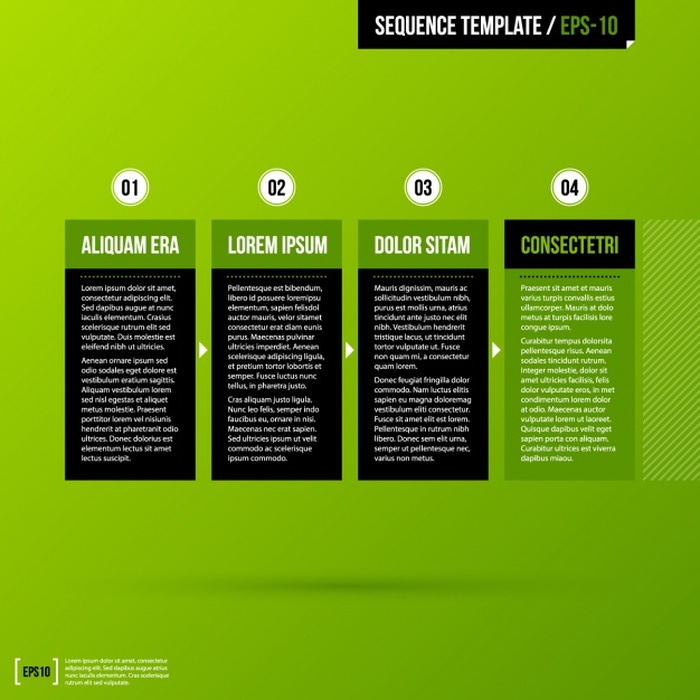 SEQUENCE TEMPLATE / EPS-10
01
ALIQUAM ERA
Lorem ipsum dolor sit amet,
consectetur adipiscing elit.
Sed dapibus augue at nunc
iaculis elementum. Crasius
scelerisque rutrum elit sed
vulputate. Duis molestie est
eleifend nibh ut ultricies.
Aenean ornare ipsum sed
odio sodales eget dolore est
vestibulum eratium sagittis.
Aliquam vestibulum lorem
sed nisl egestas et aliquet
metus molestie. Praesent
porttitor lorem vel nisiunis
hendrerit at pharetranid odio
ultrices. Donec dolorius est
elementum lectus sit amet
lectus suscipit.
02
LOREM IPSUM
Pellentesque est bibendum,
libero id posuere loremipsu
elementum, sapien felisdol
auctor mauris, velor sitamet
consectetur erat diam eunis
purus. Maecenas pulvinar
ultricies imperdiet. Aenean
scelerisque adipiscing ligula,
et pretium tortor lobortis et
semper. Fusce luctus nunc
tellus, in pharetra justo.
Cras aliquam justo ligula.
Nunc leo felis, semper indo
faucibus eu, ornare in nisi.
Maecenas nec erat sapien.
Sed ultricies ipsum ut velit
commodo ac scelerisque
ipsum commodo.
03
DOLOR SITAM
Mauris dignissim, mauris ac
sollicitudin vestibulum nibh,
purus est mollis urna, atrius
tincidunt ante justo nec orci.
Vestibulum hendrerit
tristique lacus, ut tincidunt
tortor vulputate ut. Fusce
non quam mi, a consectetur
quam lorem.
Donec feugiat fringilla dolor
commodo. Nam luctus elitis
sapien eu magna doloremag
vestibulum eliti consectetur.
Fusce sit amet elit est lorem.
Pellentesque in rutrum nibh
libero. Donec sem elit urna,
semper ut pellentesque nec,
varius non metus.
04
CONSECTETRI
Praesent sit amet et mauris
varius turpis convallis estius
ullamcorper. Mauris at dolo
metus at turpis facilisis lore
congue ipsum.
Curabitur tempus dolorsita
pellentesque risus. Aenean
sodales tincidunt rutrum.
Integer molestie, dolor sit
amet ultricies facilisis, felis
dolor vulputate eros, in
commodo quam lorem dolor
at odio. Maecenas auctor
vulputate lorem ut laoreet.
Quisque dapibus erat eros in
sapien porta con aliquam.
Curabitur ultrices est viverra
dapibus miaou.
EPS10
Lorem ipsum dolor sit amet, consectetur
adipiscing elit. Sed dapibus augue atrius
nunc iaculis elementum. Cras scelerisque
rutrum sed vulputate.